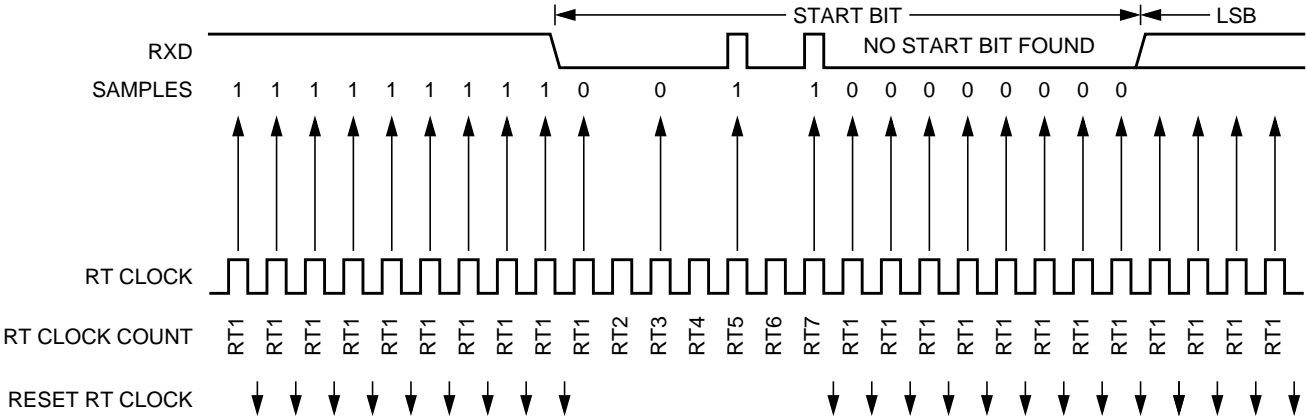 START BIT LSB
RXD NO START BIT FOUND
SAMPLES 1 1 1 1 1 1 1 1 1 0 0 1 1 0 0 0 0 0 0 0 0
RT CLOCK
RT CLOCK COUNT RT1 RT1 RT1 RT1 RT1 RT1 RT1 RT1 RT1 RT1 RT2 RT3 RT4 RT5 RT6 RT7 RT1 RT1 RT1 RT1 RT1 RT1 RT1 RT1 RT1 RT1 RT1 RT1
RESET RT CLOCK